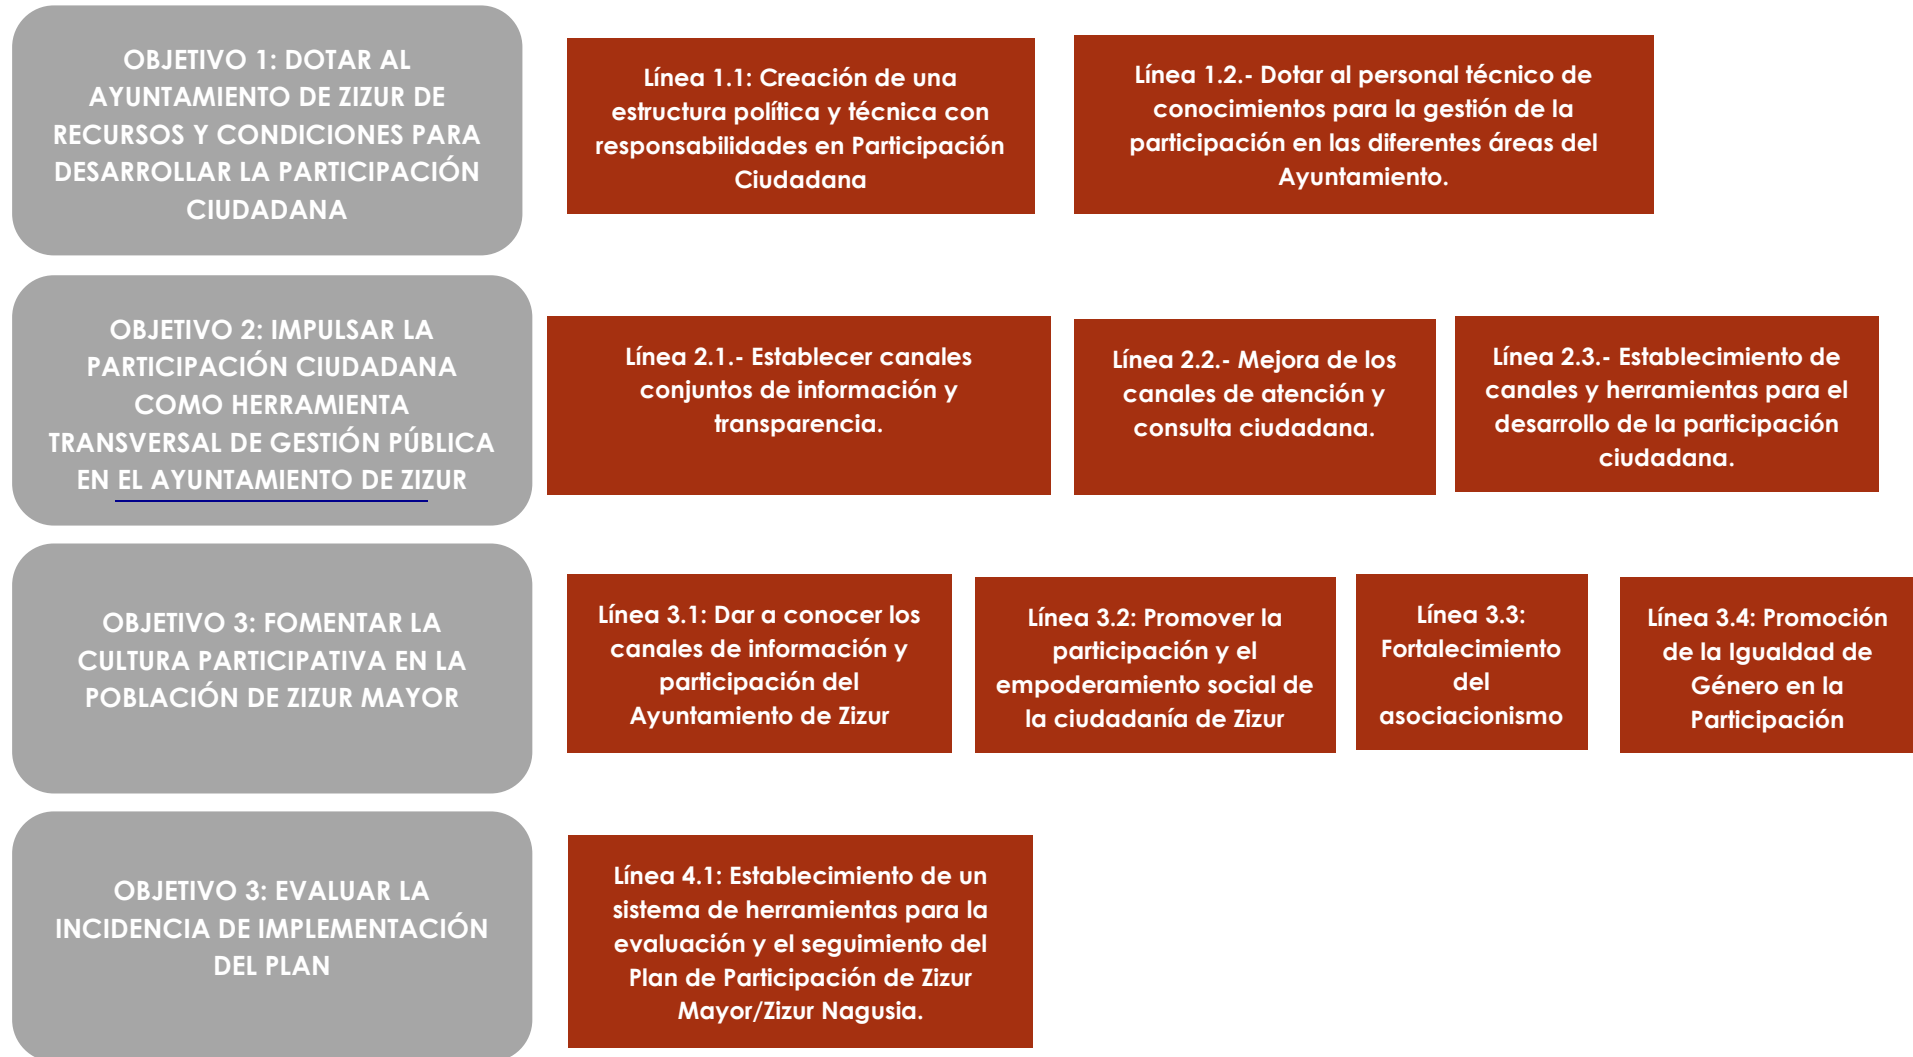 OBJETIVO 1: DOTAR AL
AYUNTAMIENTO DE ZIZUR DE
RECURSOS Y CONDICIONES PARA
DESARROLLAR LA PARTICIPACIÓN
CIUDADANA
Línea 1.1: Creación de una
estructura política y técnica con
responsabilidades en Participación
Ciudadana
Línea 1.2.- Dotar al personal técnico de
conocimientos para la gestión de la
participación en las diferentes áreas del
Ayuntamiento.
OBJETIVO 2: IMPULSAR LA
PARTICIPACIÓN CIUDADANA
COMO HERRAMIENTA
TRANSVERSAL DE GESTIÓN PÚBLICA
EN EL AYUNTAMIENTO DE ZIZUR
Línea 2.1.- Establecer canales
conjuntos de información y
transparencia.
Línea 2.2.- Mejora de los
canales de atención y
consulta ciudadana.
Línea 2.3.- Establecimiento de
canales y herramientas para el
desarrollo de la participación
ciudadana.
OBJETIVO 3: FOMENTAR LA
CULTURA PARTICIPATIVA EN LA
POBLACIÓN DE ZIZUR MAYOR
Línea 3.1: Dar a conocer los
canales de información y
participación del
Ayuntamiento de Zizur
Línea 3.2: Promover la
participación y el
empoderamiento social de
la ciudadanía de Zizur
Línea 3.3:
Fortalecimiento
del
asociacionismo
Línea 3.4: Promoción
de la Igualdad de
Género en la
Participación
OBJETIVO 3: EVALUAR LA
INCIDENCIA DE IMPLEMENTACIÓN
DEL PLAN
Línea 4.1: Establecimiento de un
sistema de herramientas para la
evaluación y el seguimiento del
Plan de Participación de Zizur
Mayor/Zizur Nagusia.